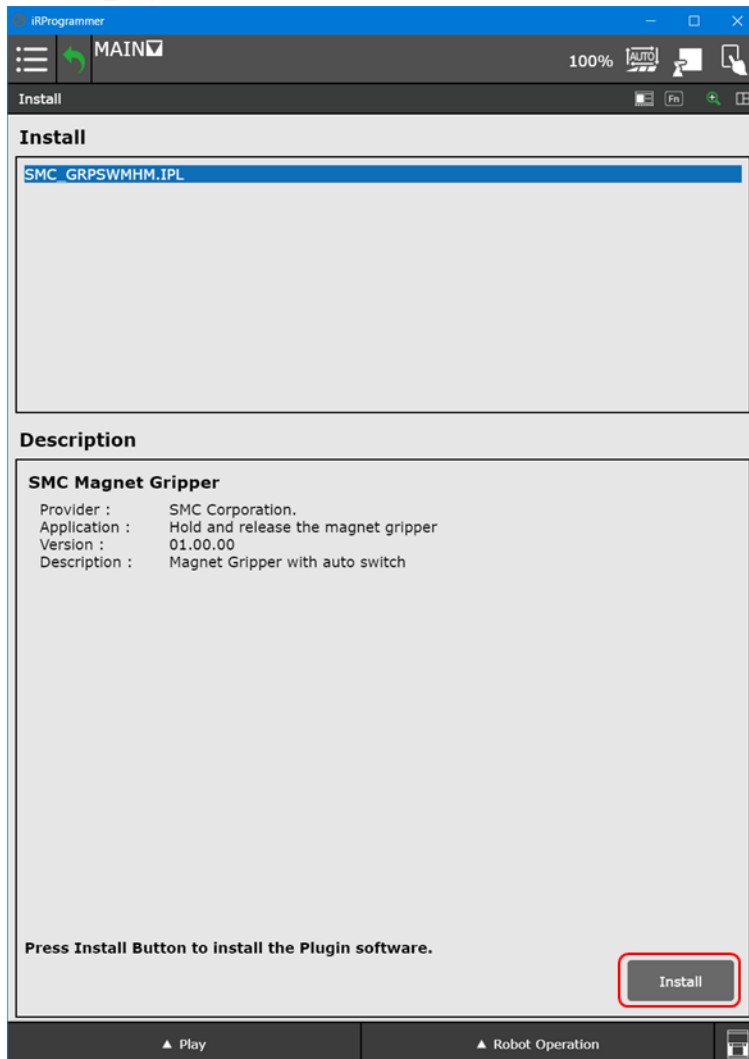 iRProgrammer
MAIN
100%
AUTO
Install
Fn
Install
SMC_GRPSWMHM.IPL
Description
SMC Magnet Gripper
Provider : SMC Corporation.
Application : Hold and release the magnet gripper
Version : 01.00.00
Description : Magnet Gripper with auto switch
Press Install Button to install the Plugin software.
Install
▲ Play
▲ Robot Operation